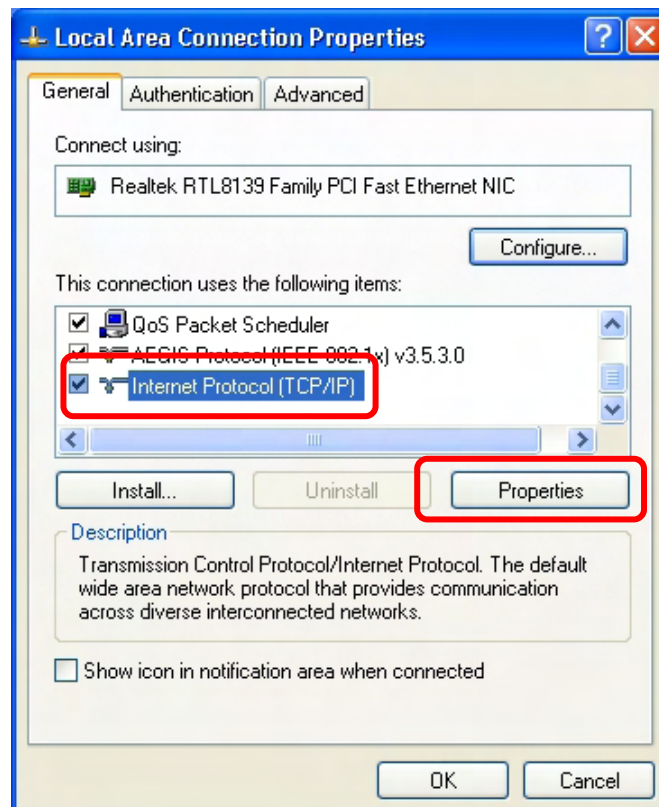 Local Area Connection Properties
General Authentication Advanced
Connect using:
Realtek RTL8139 Family PCI Fast Ethernet NIC
Configure...
This connection uses the following items:
QoS Packet Scheduler
AEGIS Protocol (IEEE 802.1x) v3.5.3.0
Internet Protocol (TCP/IP)
Install... Uninstall Properties
Description
Transmission Control Protocol/Internet Protocol. The default
wide area network protocol that provides communication
across diverse interconnected networks.
Show icon in notification area when connected
OK Cancel